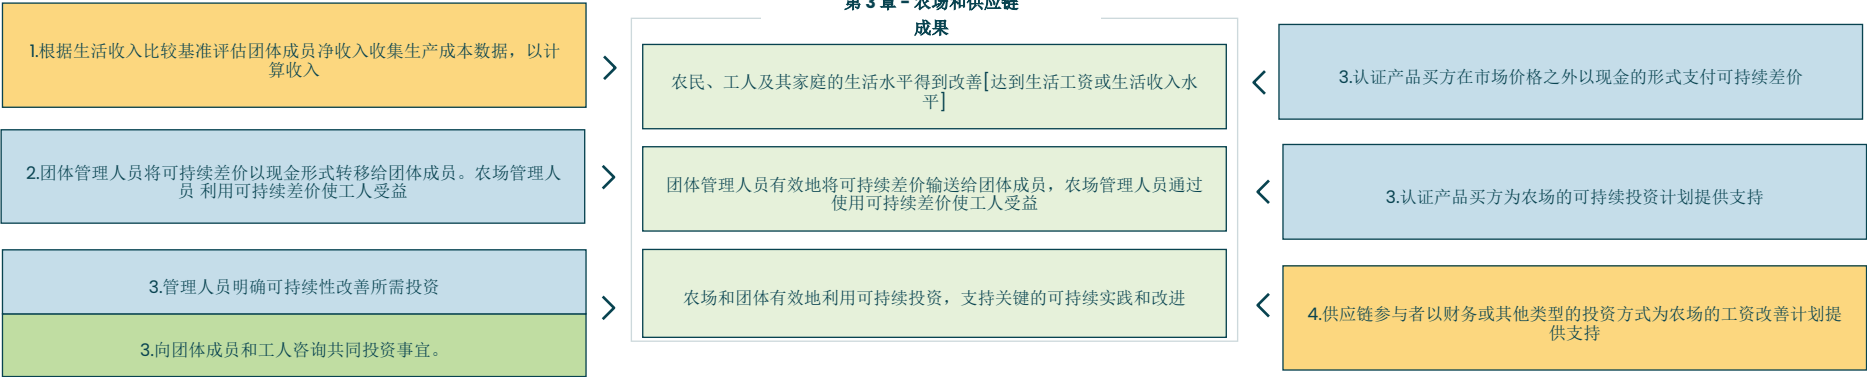 第 3 章 - 农场和供应链
成果
1.根据生活收入比较基准评估团体成员净收入收集生产成本数据，以计
算收入
2.团体管理人员将可持续差价以现金形式转移给团体成员。农场管理人
员 利用可持续差价使工人受益
3.管理人员明确可持续性改善所需投资
3.向团体成员和工人咨询共同投资事宜。
农民、工人及其家庭的生活水平得到改善[达到生活工资或生活收入水
平]
团体管理人员有效地将可持续差价输送给团体成员，农场管理人员通过
使用可持续差价使工人受益
农场和团体有效地利用可持续投资，支持关键的可持续实践和改进
3.认证产品买方在市场价格之外以现金的形式支付可持续差价
3.认证产品买方为农场的可持续投资计划提供支持
4.供应链参与者以财务或其他类型的投资方式为农场的工资改善计划提
供支持